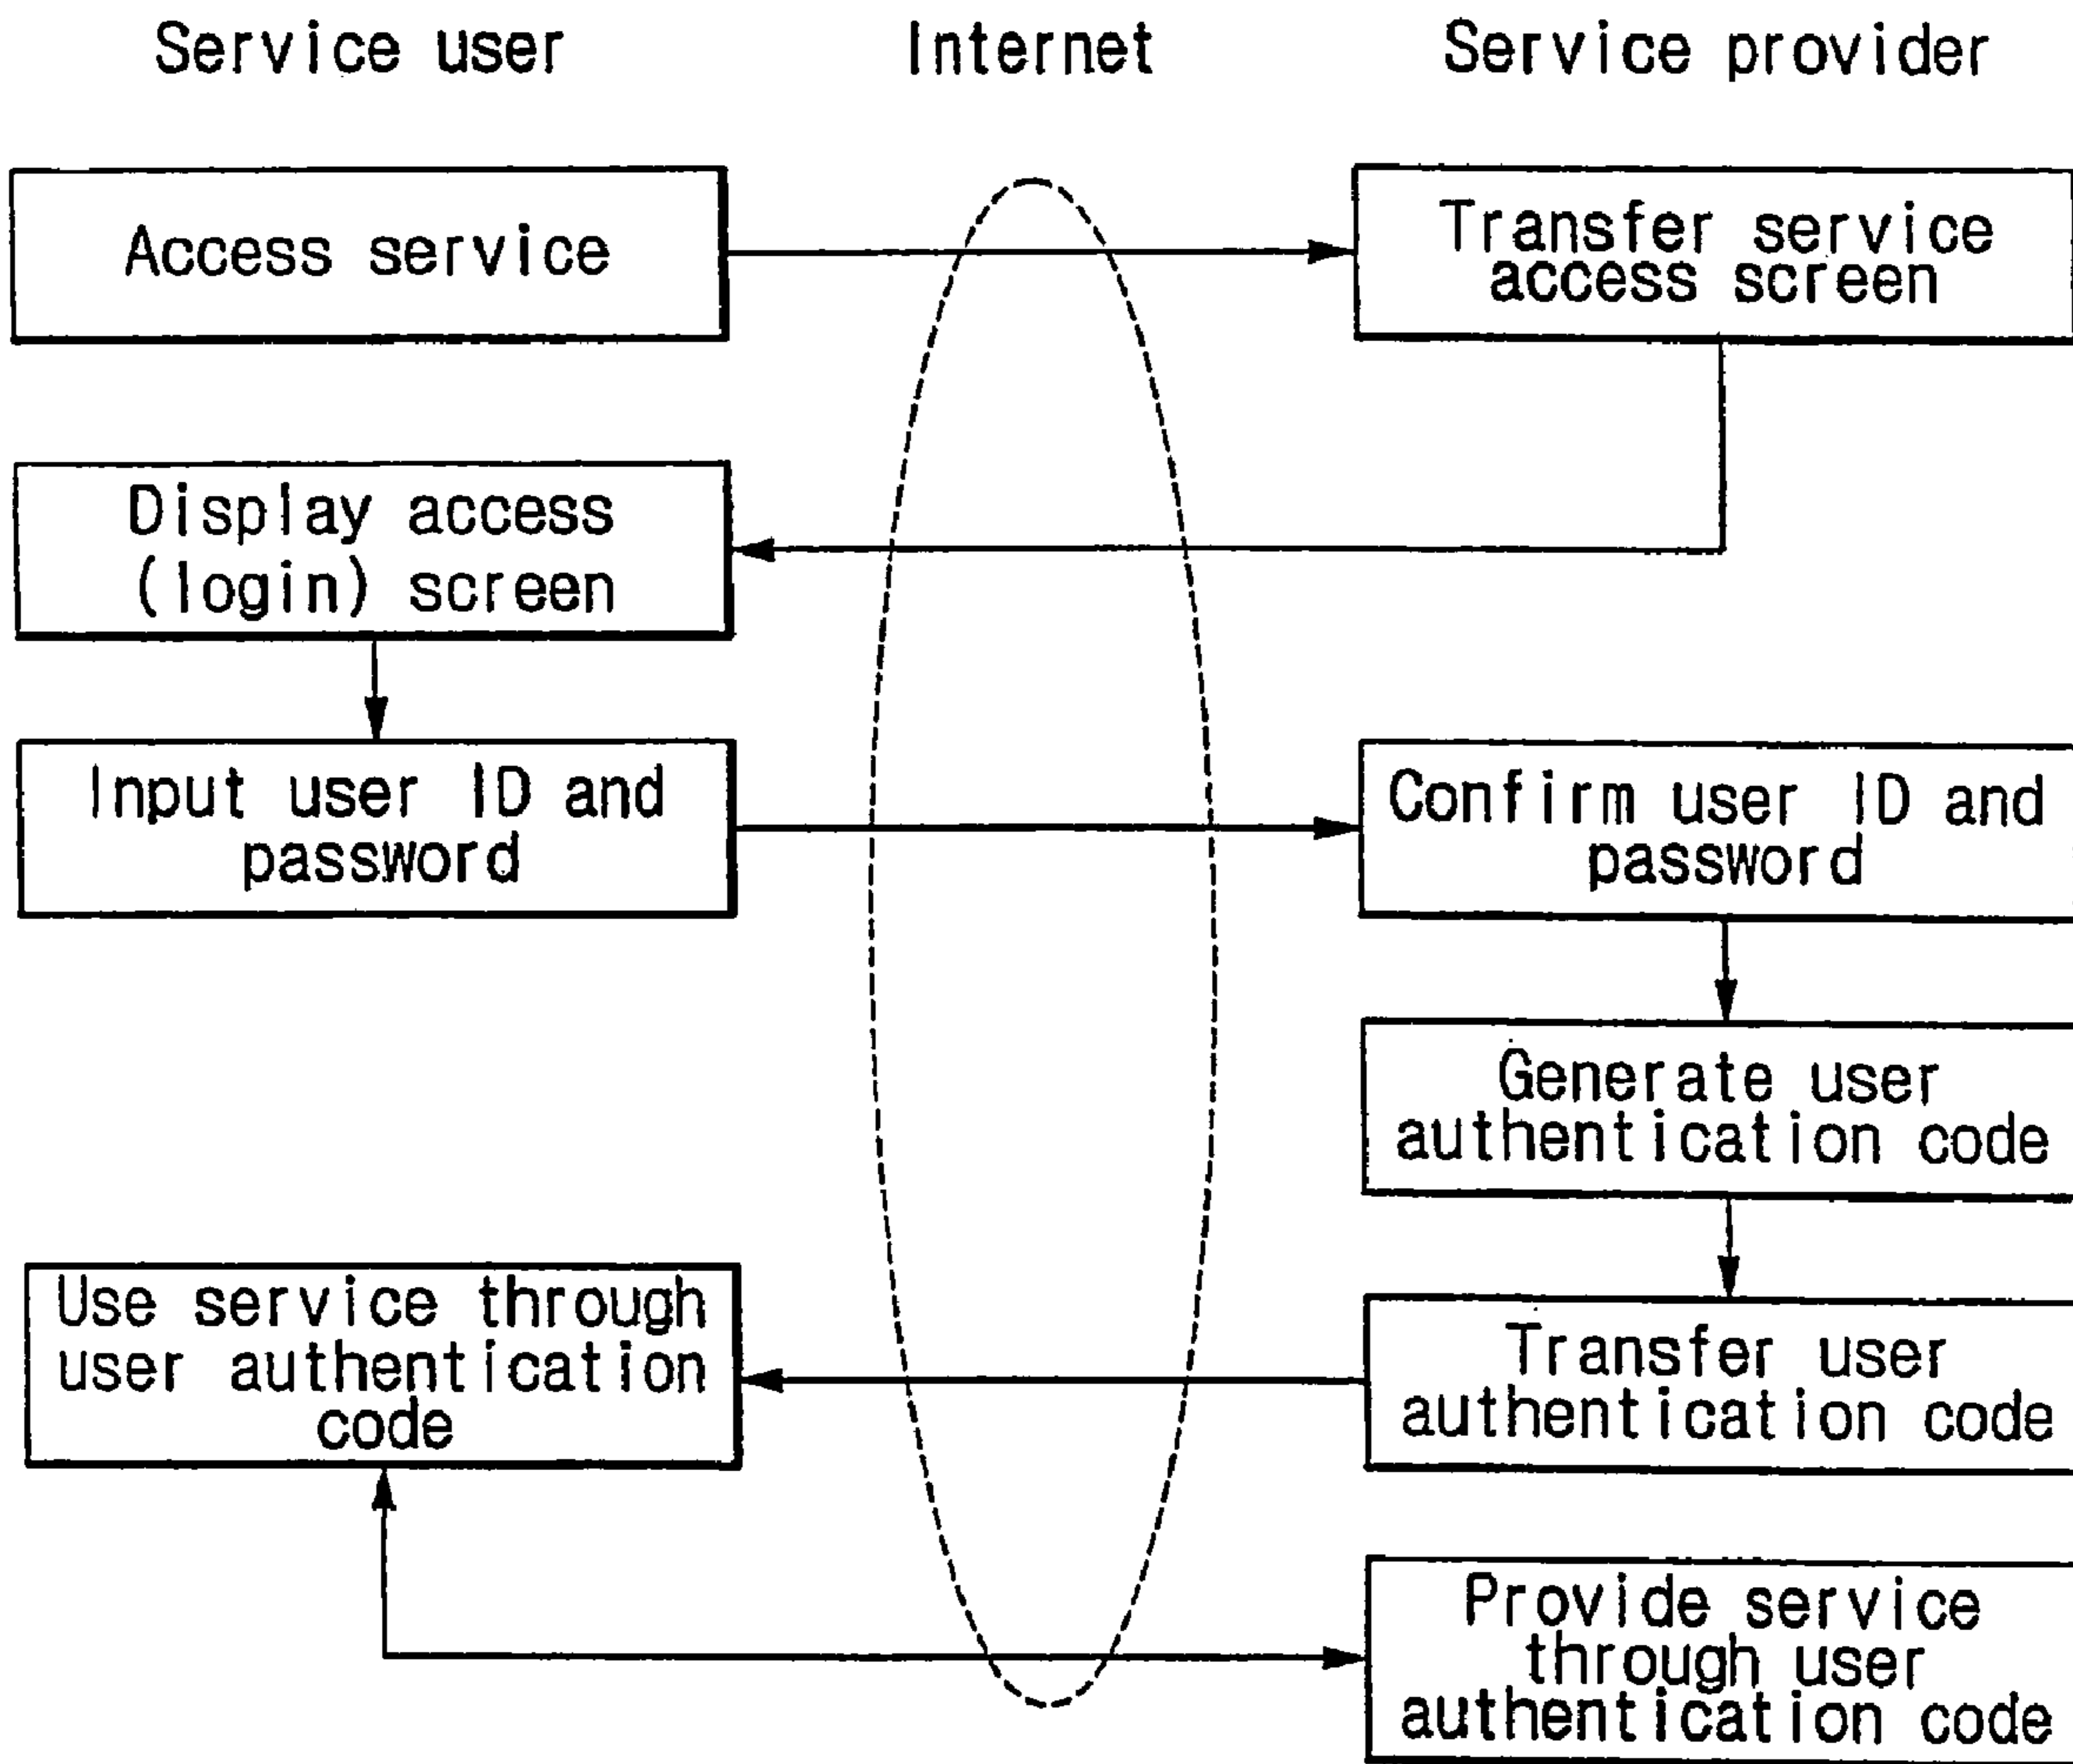 Service user
Internet
Service provider
Access service
Transfer service
access screen
Display access
(login) screen
Input user ID and
password
Confirm user ID and
password
Generate user
authentication code
Use service through
user authentication
code
Transfer user
authentication code
Provide service
through user
authentication code